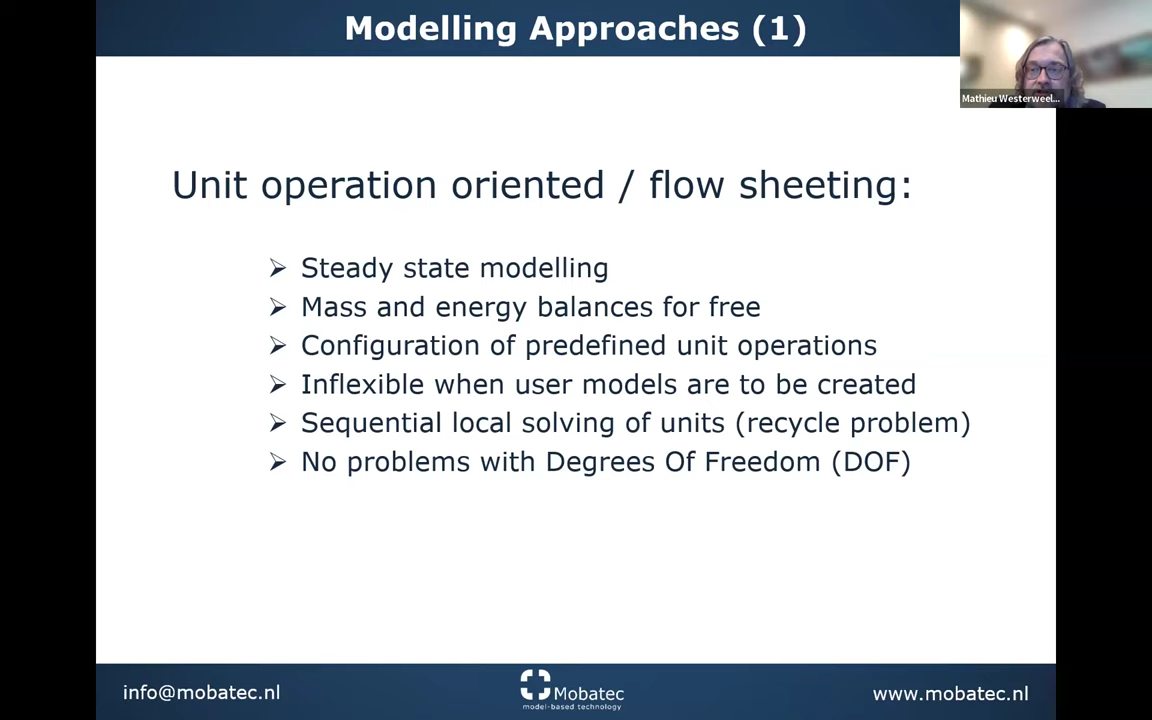 Modelling Approaches (1)
Mathieu Westerweel...
Unit operation oriented / flow sheeting:
➢ Steady state modelling
➢ Mass and energy balances for free
➢ Configuration of predefined unit operations
➢ Inflexible when user models are to be created
➢ Sequential local solving of units (recycle problem)
➢ No problems with Degrees Of Freedom (DOF)
info@mobatec.nl
Mobatec
model-based technology
www.mobatec.nl